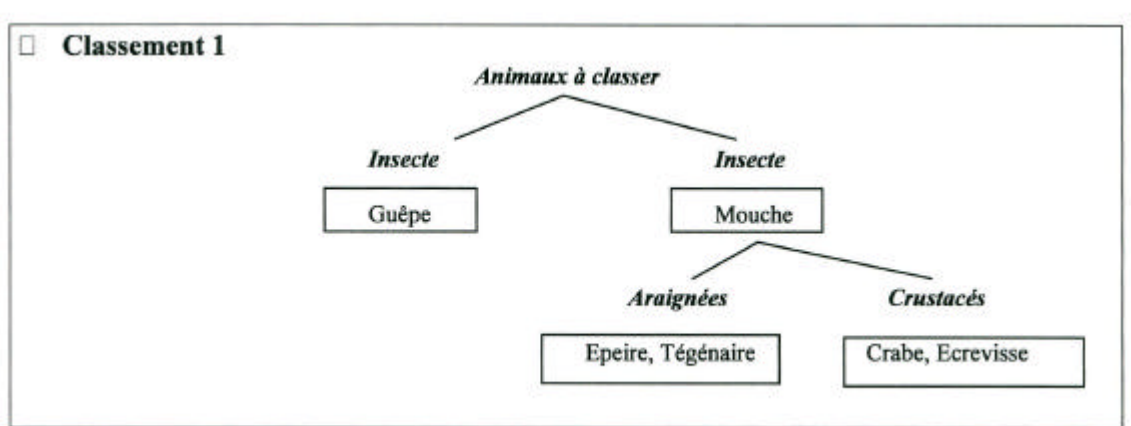 □ Classement 1
Animaux à classer
Insecte Insecte
Guêpe Mouche
Araignées Crustacés
Epeire, Tégénaire Crabe, Ecrevisse